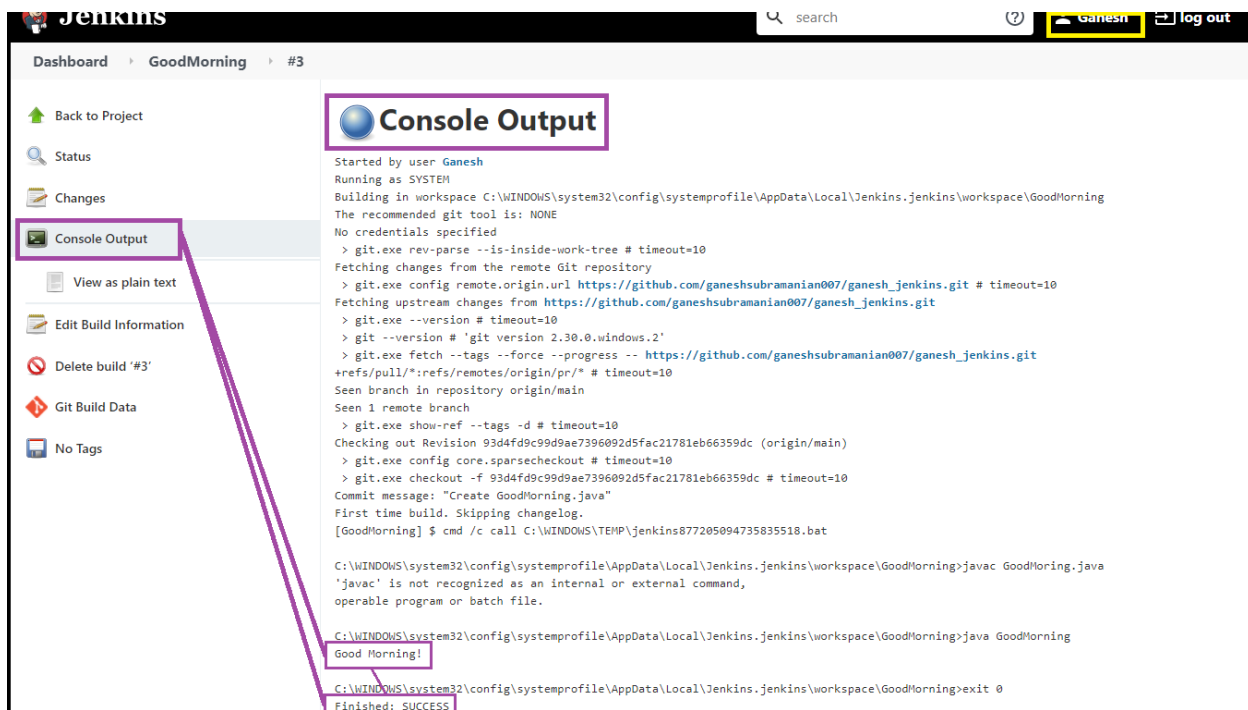 Jenkins
search
Ganesh
log out
Dashboard GoodMorning #3
Back to Project
Status
Changes
Console Output
View as plain text
Edit Build Information
Delete build ‘#3’
Git Build Data
No Tags
Console Output
Started by user Ganesh
Running as SYSTEM
Building in workspace C:\WINDOWS\system32\config\systemprofile\AppData\Local\Jenkins.jenkins\workspace\GoodMorning
The recommended git tool is: NONE
No credentials specified
> git.exe rev-parse --is-inside-work-tree # timeout=10
Fetching changes from the remote Git repository
> git.exe config remote.origin.url https://github.com/ganeshsubramanian007/ganesh_jenkins.git # timeout=10
Fetching upstream changes from https://github.com/ganeshsubramanian007/ganesh_jenkins.git
> git.exe --version # timeout=10
> git --version # 'git version 2.30.0.windows.2'
> git.exe fetch --tags --force --progress -- https://github.com/ganeshsubramanian007/ganesh_jenkins.git
+refs/pull/*:refs/remotes/origin/pr/* # timeout=10
Seen branch in repository origin/main
Seen 1 remote branch
> git.exe show-ref --tags -d # timeout=10
Checking out Revision 93d4fd9c99d9ae7396092d5fac21781eb66359dc (origin/main)
> git.exe config core.sparsecheckout # timeout=10
> git.exe checkout -f 93d4fd9c99d9ae7396092d5fac21781eb66359dc # timeout=10
Commit message: "Create GoodMorning.java"
First time build. Skipping changelog.
[GoodMorning] $ cmd /c call C:\WINDOWS\TEMP\jenkins877205094735835518.bat
C:\WINDOWS\system32\config\systemprofile\AppData\Local\Jenkins.jenkins\workspace\GoodMorning>javac GoodMoring.java
'javac' is not recognized as an internal or external command,
operable program or batch file.
C:\WINDOWS\system32\config\systemprofile\AppData\Local\Jenkins.jenkins\workspace\GoodMorning>java GoodMorning
Good Morning!
C:\WINDOWS\system32\config\systemprofile\AppData\Local\Jenkins.jenkins\workspace\GoodMorning>exit 0
Finished: SUCCESS